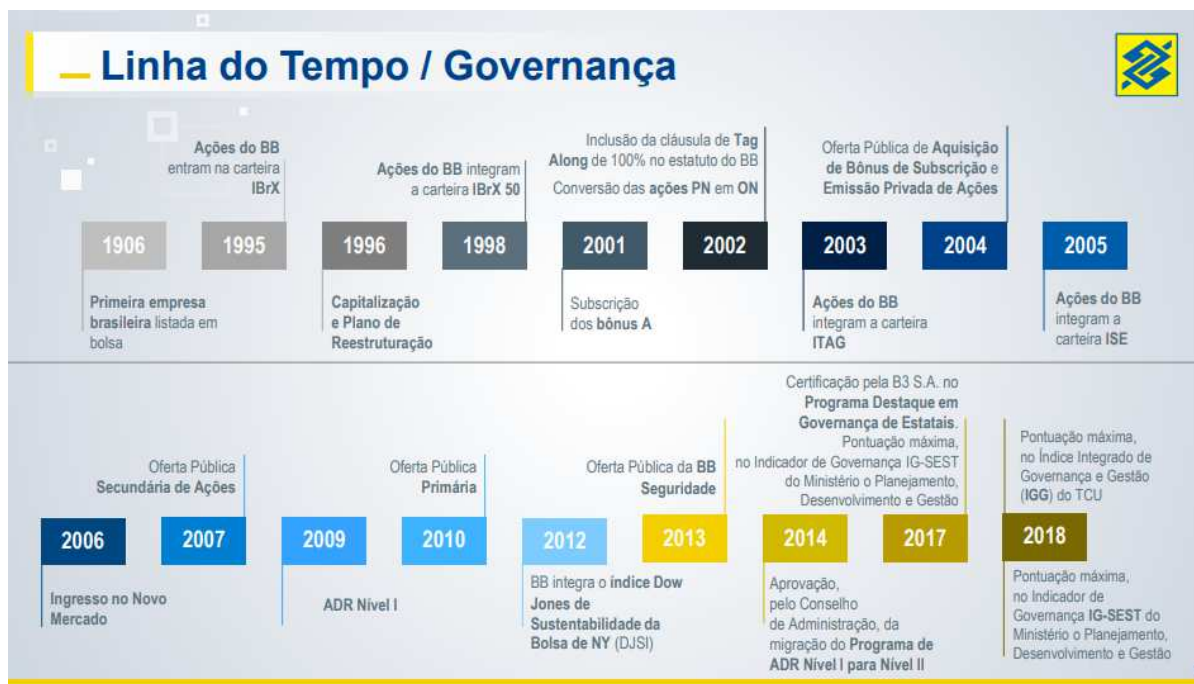 Linha do Tempo / Governança
Ações do BB
entram na carteira
IBrX
Ações do BB integram
a carteira IBrX 50
Inclusão da cláusula de Tag
Along de 100% no estatuto do BB
Conversão das ações PN em ON
Oferta Pública de Aquisição
de Bônus de Subscrição e
Emissão Privada de Ações
1906
1995
1996
1998
2001
2002
2003
2004
2005
Primeira empresa
brasileira listada em
bolsa
Capitalização
e Plano de
Reestruturação
Subscrição
dos bônus A
Ações do BB
integram a carteira
ITAG
Ações do BB
integram a
carteira ISE
Oferta Pública
Secundária de Ações
Oferta Pública
Primária
Oferta Pública da BB
Seguridade
Certificação pela B3 S.A. no
Programa Destaque em
Governança de Estatais.
Pontuação máxima,
no Indicador de Governança IG-SEST
do Ministério o Planejamento,
Desenvolvimento e Gestão
Pontuação máxima,
no Índice Integrado de
Governança e Gestão
(IGG) do TCU
2006
2007
2009
2010
2012
2013
2014
2017
2018
Ingresso no Novo
Mercado
ADR Nível I
BB integra o índice Dow
Jones de
Sustentabilidade da
Bolsa de NY (DJSI)
Aprovação,
pelo Conselho
de Administração, da
migração do Programa de
ADR Nível I para Nível II
Pontuação máxima,
no Indicador de
Governança IG-SEST do
Ministério o Planejamento,
Desenvolvimento e Gestão